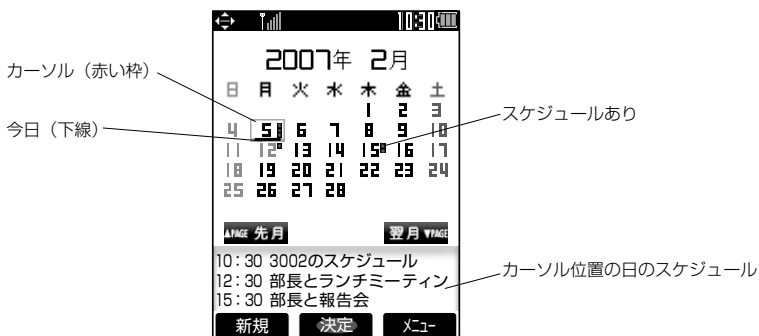 10:30
2007年 2月
日 月 火 水 木 金 土
1 2 3
4 5 6 7 8 9 10
11 12 13 14 15 16 17
18 19 20 21 22 23 24
25 26 27 28
▲PAGE 先月 翌月 ▼PAGE
10:30 3002のスケジュール
12:30 部長とランチミーティン
15:30 部長と報告会
新規 決定 メニュー
カーソル（赤い枠）
今日（下線）
スケジュールあり
カーソル位置の日のスケジュール